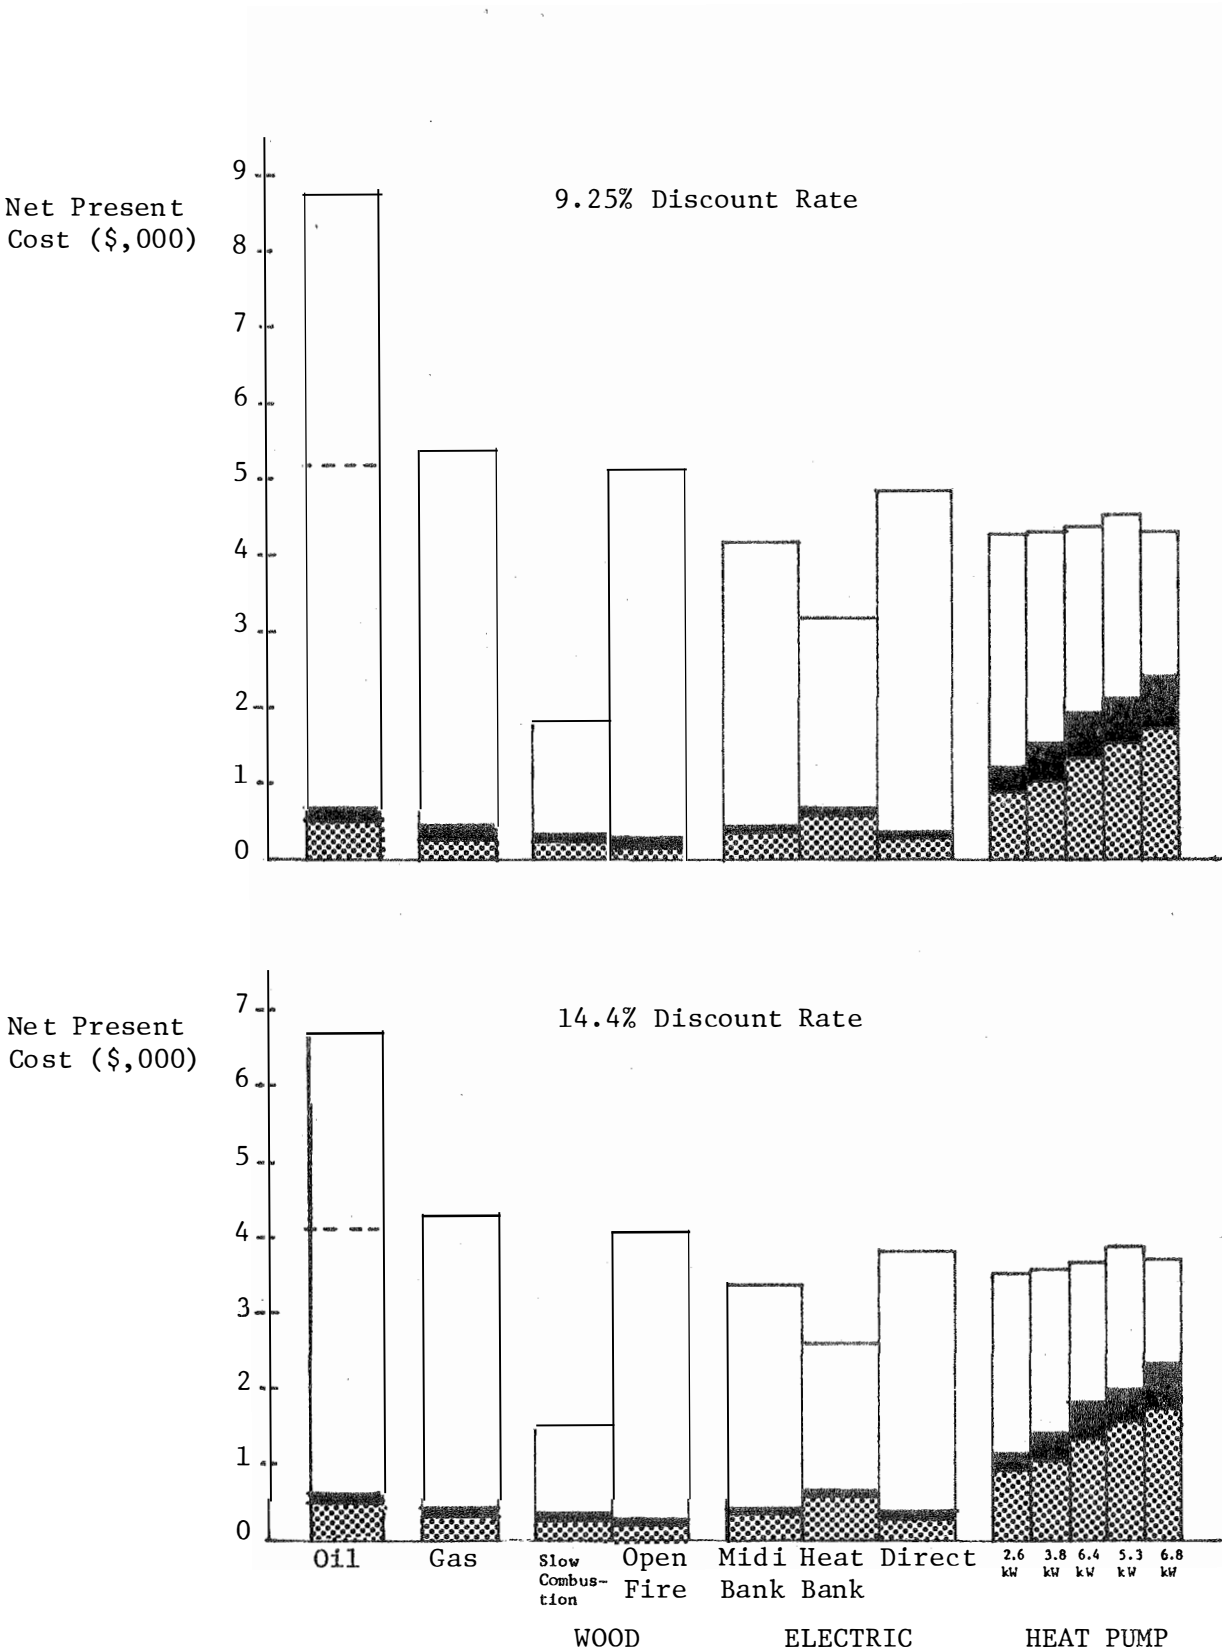 9
9.25% Discount Rate
Net Present
Cost ($,000)
8
7
6
5
4
3
2
1
0
7
14.4% Discount Rate
Net Present
Cost ($,000)
6
5
4
3
2
1
0
Oil Gas Slow Combus- tion Open Fire Midi Bank Heat Bank Direct 2.6 kW 3.8 kW 6.4 kW 5.3 kW 6.8 kW
WOOD ELECTRIC HEAT PUMP